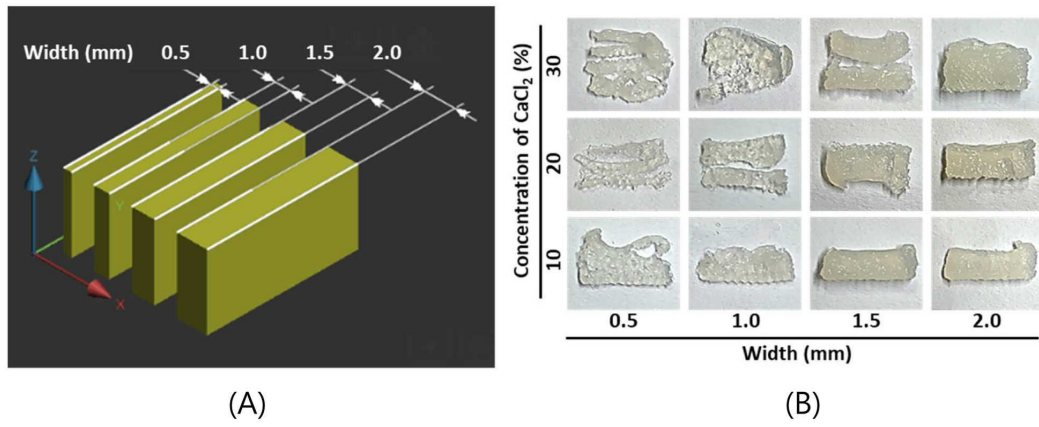 (A)
Width (mm) 0.5 1.0 1.5 2.0
Z
Y
X
(B)
Concentration of CaCl₂ (%)
30
20
10
0.5 1.0 1.5 2.0
Width (mm)